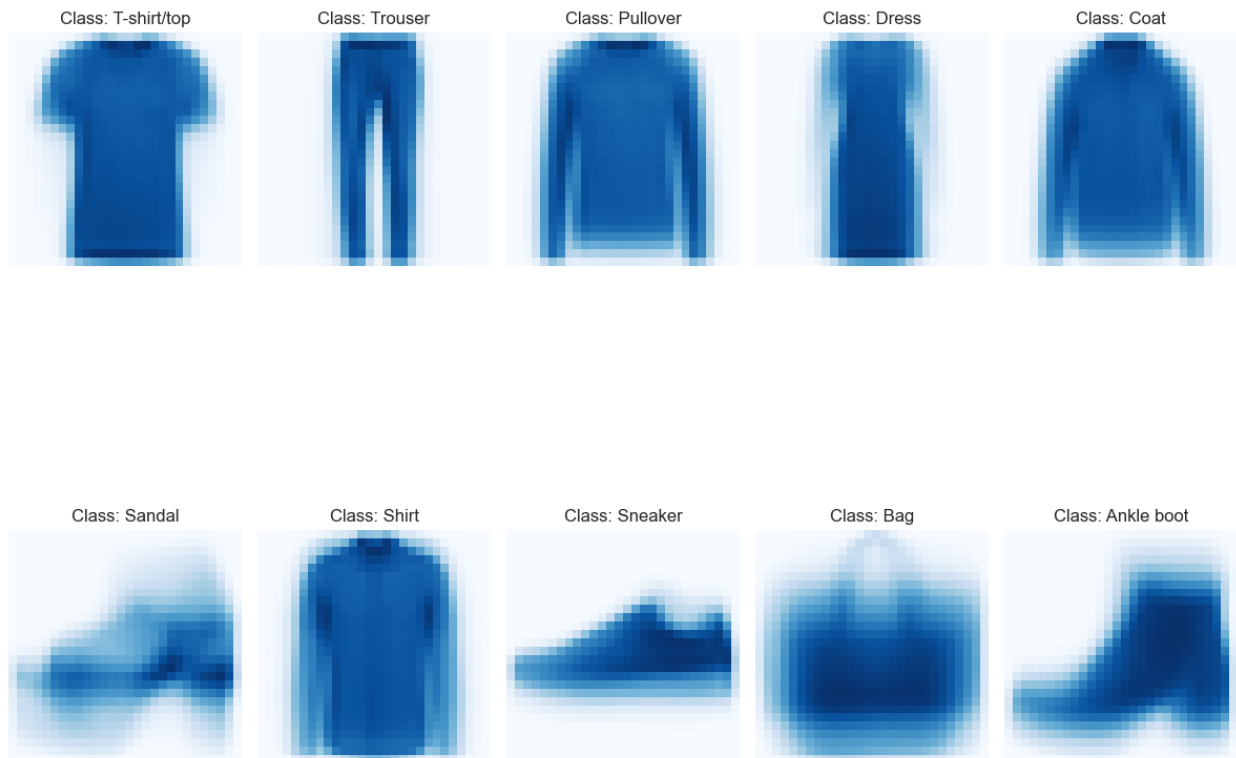 Class: T-shirt/top
Class: Trouser
Class: Pullover
Class: Dress
Class: Coat
Class: Sandal
Class: Shirt
Class: Sneaker
Class: Bag
Class: Ankle boot